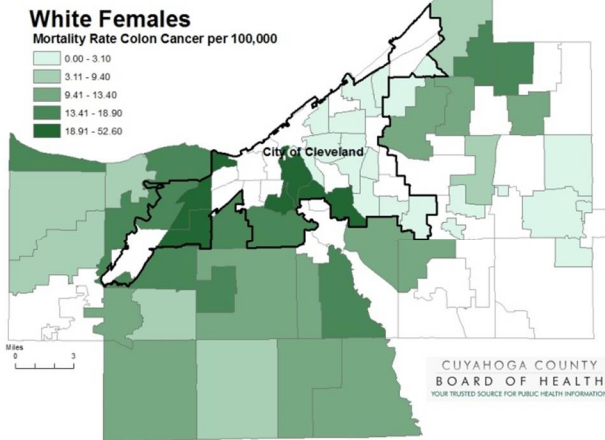 White Females
Mortality Rate Colon Cancer per 100,000
0.00 - 3.10
3.11 - 9.40
9.41 - 13.40
13.41 - 18.90
18.91 - 52.60
City of Cleveland
Miles
0 3
CUYAHOGA COUNTY
BOARD OF HEALTH
YOUR TRUSTED SOURCE FOR PUBLIC HEALTH INFORMATION